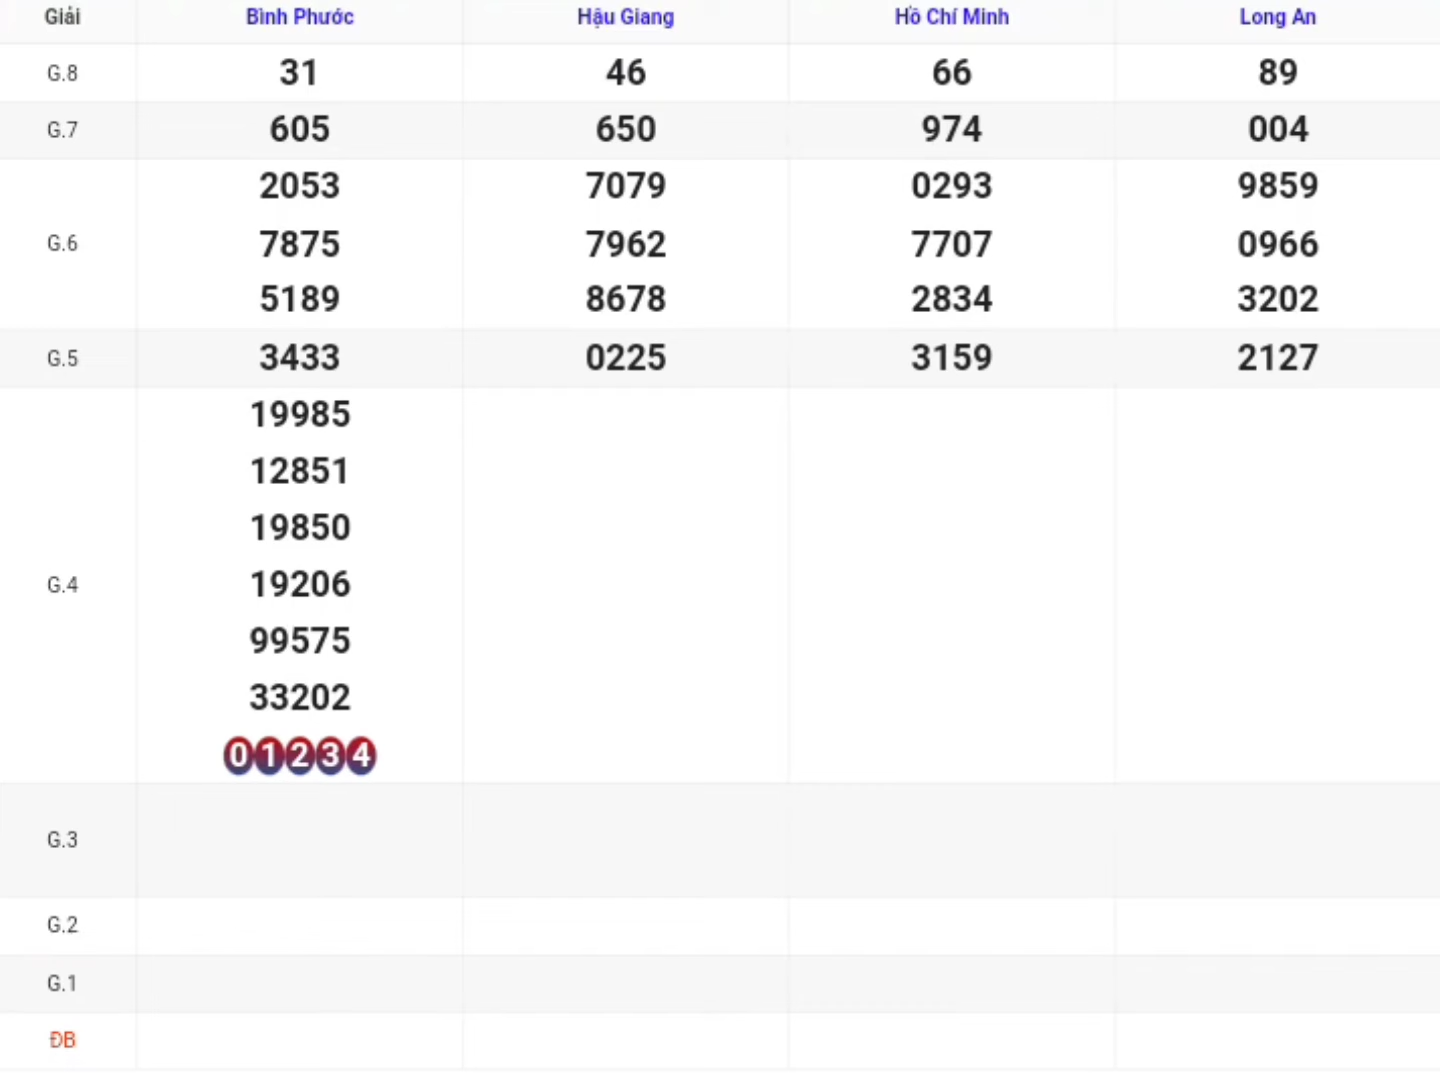 Giải Bình Phước Hậu Giang Hồ Chí Minh Long An
G.8 31 46 66 89
G.7 605 650 974 004
2053 7079 0293 9859
G.6 7875 7962 7707 0966
5189 8678 2834 3202
G.5 3433 0225 3159 2127
19985
12851
19850
G.4 19206
99575
33202
01234
G.3
G.2
G.1
ĐB